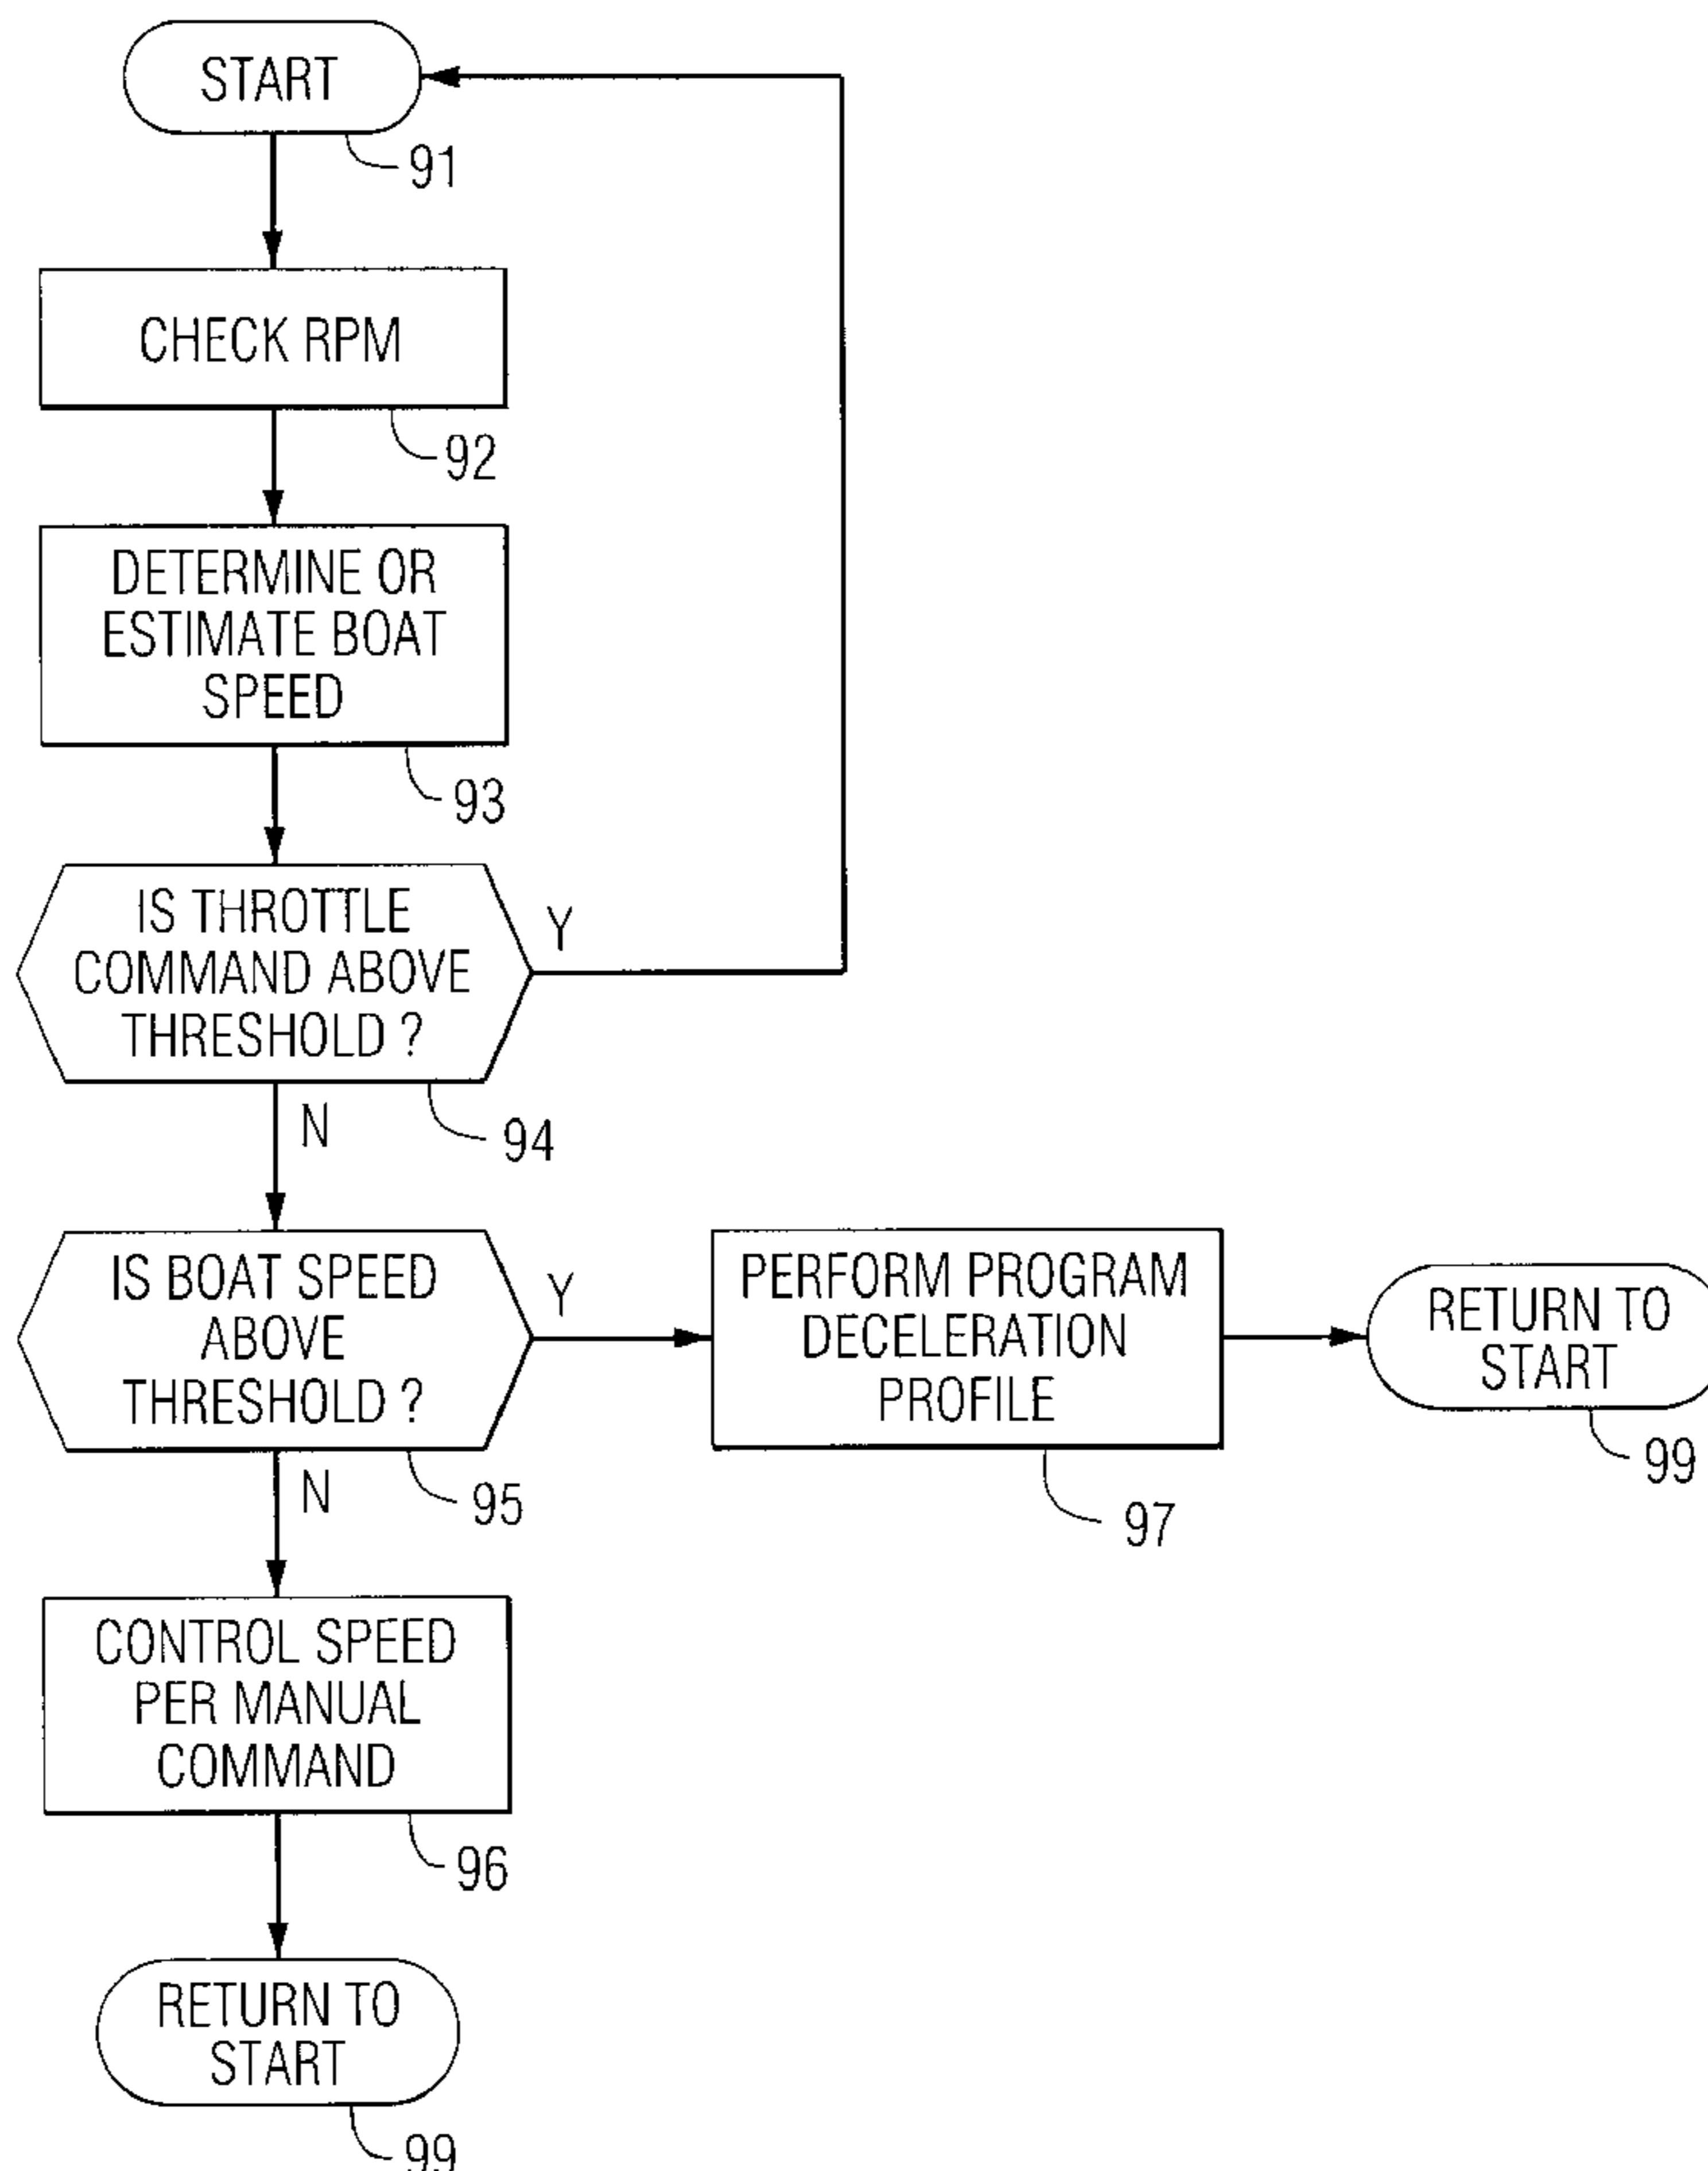 START
91
CHECK RPM
92
DETERMINE OR
ESTIMATE BOAT
SPEED
93
IS THROTTLE
COMMAND ABOVE
THRESHOLD ?
Y
N
94
IS BOAT SPEED
ABOVE
THRESHOLD ?
Y
N
95
PERFORM PROGRAM
DECELERATION
PROFILE
97
RETURN TO
START
99
CONTROL SPEED
PER MANUAL
COMMAND
96
RETURN TO
START
99